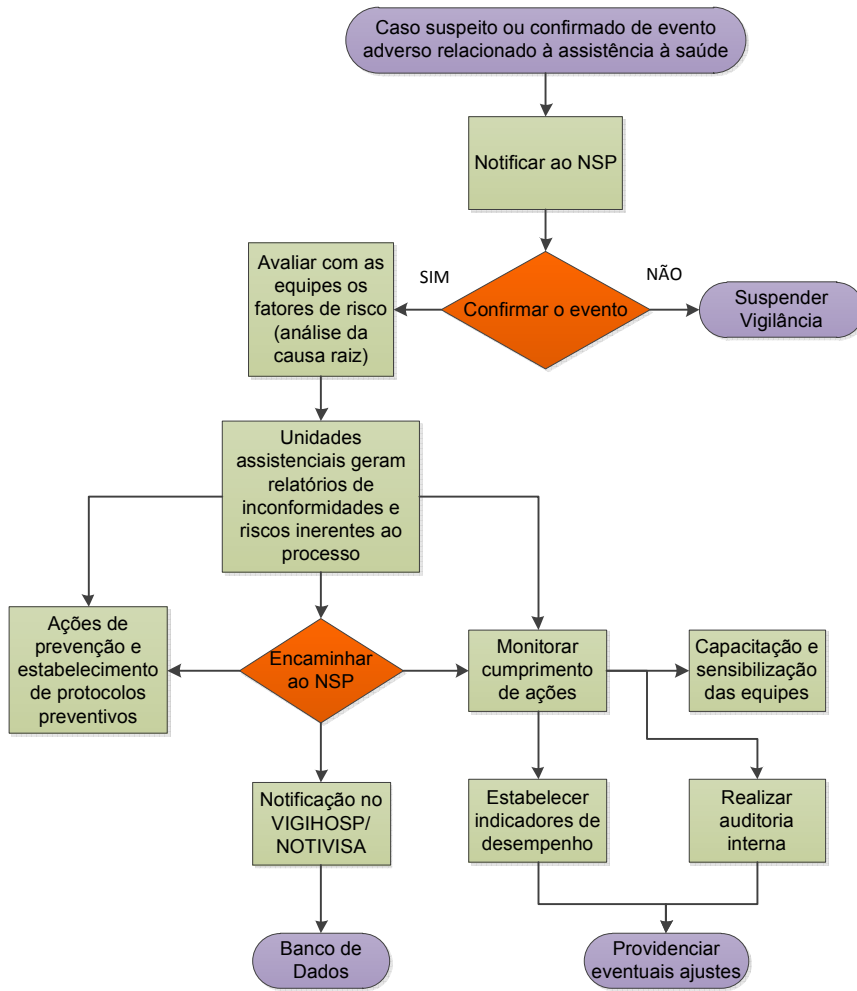 Caso suspeito ou confirmado de evento
adverso relacionado à assistência à saúde
Notificar ao NSP
Avaliar com as
equipes os fatores de risco
(análise da
causa raiz)
SIM
Confirmar o evento
NÃO
Suspender
Vigilância
Unidades
assistenciais geram
relatórios de
inconformidades e
riscos inerentes ao
processo
Ações de
prevenção e
estabelecimento
de protocolos
preventivos
Encaminhar
ao NSP
Monitorar
cumprimento
de ações
Capacitação e
sensibilização
das equipes
Notificação no
VIGIHOSP/
NOTIVISA
Estabelecer
indicadores de
desempenho
Realizar
auditoria
interna
Banco de
Dados
Providenciar
eventuais ajustes